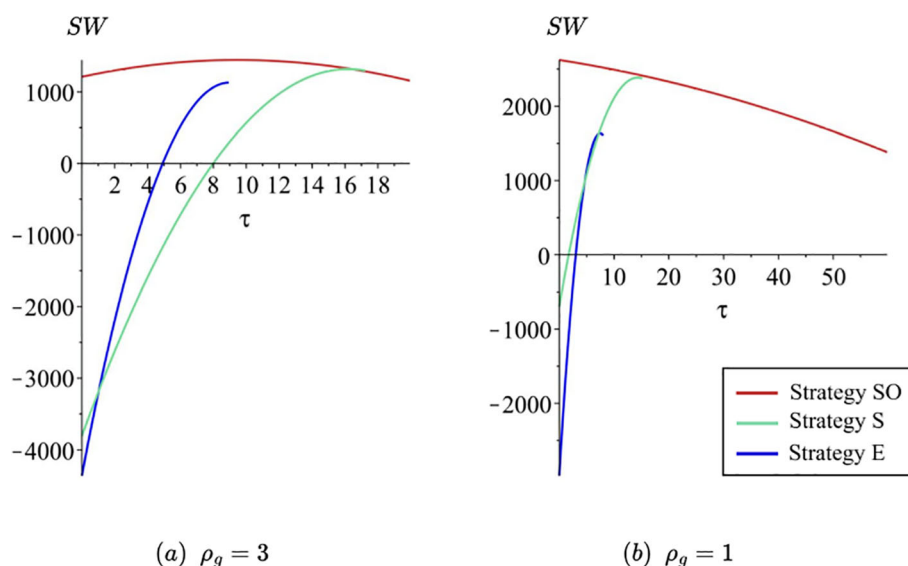 SW
1000
0
−1000
−2000
−3000
−4000
2 4 6 8 10 12 14 16 18
τ
(a) ρg = 3
SW
2000
1000
0
−1000
−2000
10 20 30 40 50
τ
Strategy SO
Strategy S
Strategy E
(b) ρg = 1